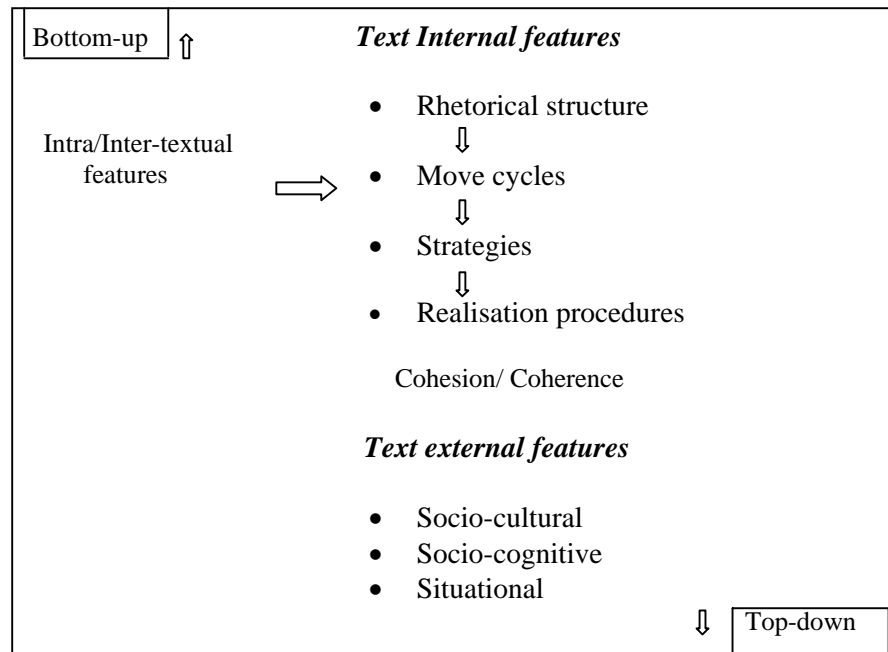 Bottom-up
Text Internal features
• Rhetorical structure
Intra/Inter-textual
features
• Move cycles
• Strategies
• Realisation procedures
Cohesion/ Coherence
Text external features
• Socio-cultural
• Socio-cognitive
• Situational
Top-down